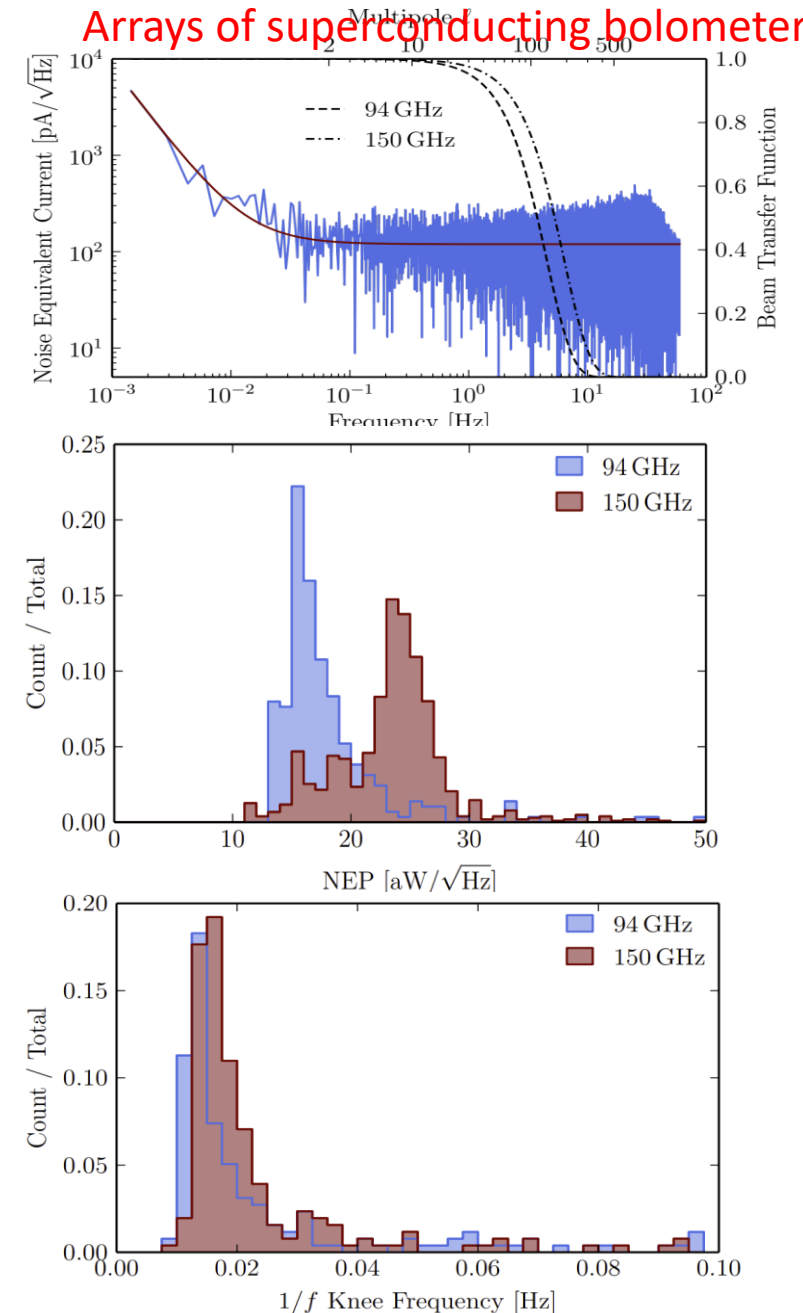 Arrays of superconducting bolometer
Multipole ℓ
2 10 100 500
10⁴
10³
10²
10¹
Noise Equivalent Current [pA/√Hz]
94 GHz
150 GHz
1.0
0.8
0.6
0.4
0.2
0.0
Beam Transfer Function
10⁻³ 10⁻² 10⁻¹ 10⁰ 10¹ 10²
Frequency [Hz]
0.25
0.20
0.15
0.10
0.05
0.00
Count / Total
94 GHz
150 GHz
0 10 20 30 40 50
NEP [aW/√Hz]
0.20
0.15
0.10
0.05
0.00
Count / Total
94 GHz
150 GHz
0.00 0.02 0.04 0.06 0.08 0.10
1/f Knee Frequency [Hz]